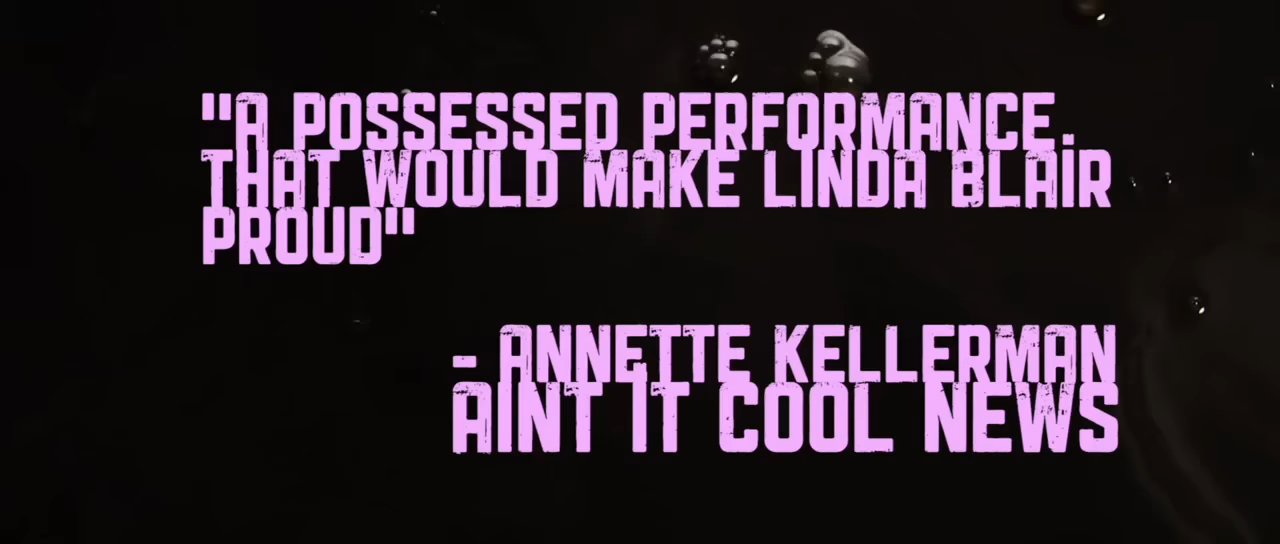 "A POSSESSED PERFORMANCE
THAT WOULD MAKE LINDA BLAiR
PROUD"
- ANNETTE KELLERMAN
AINT IT COOL NEWS